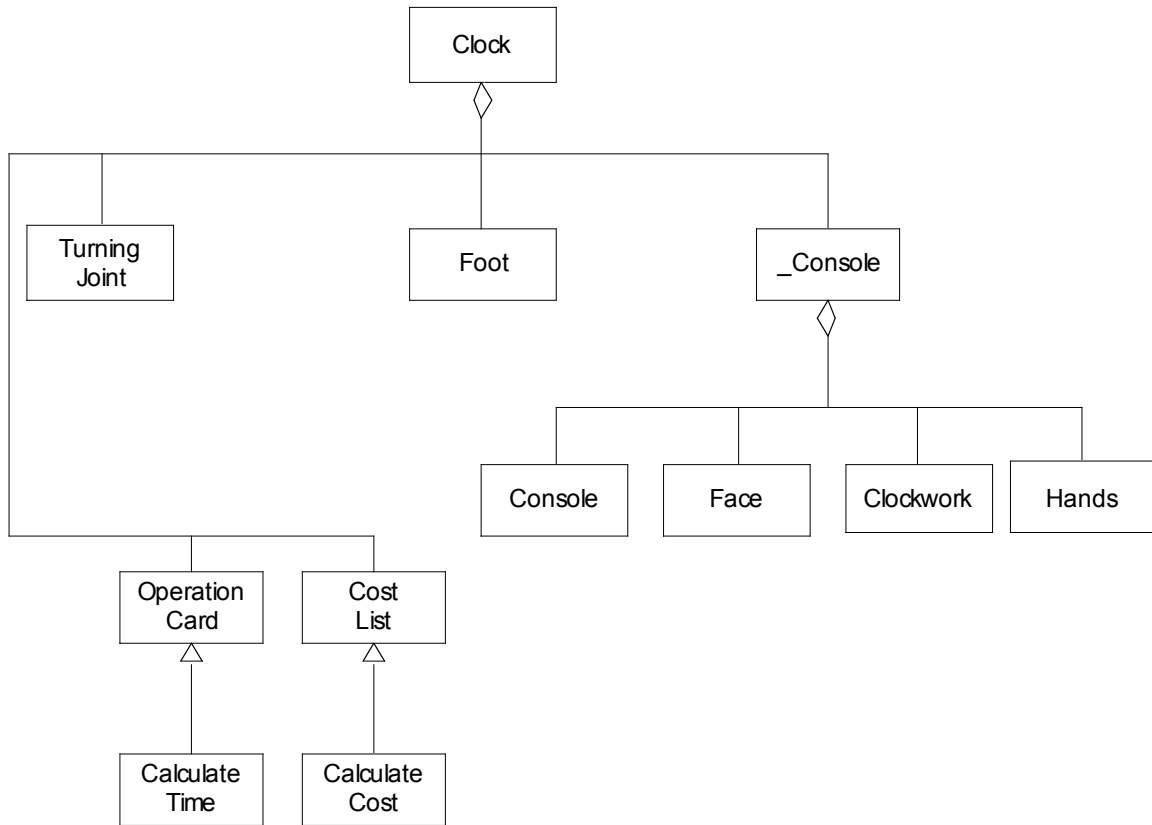 Clock
Turning
Joint
Foot
_Console
Console
Face
Clockwork
Hands
Operation
Card
Cost
List
Calculate
Time
Calculate
Cost